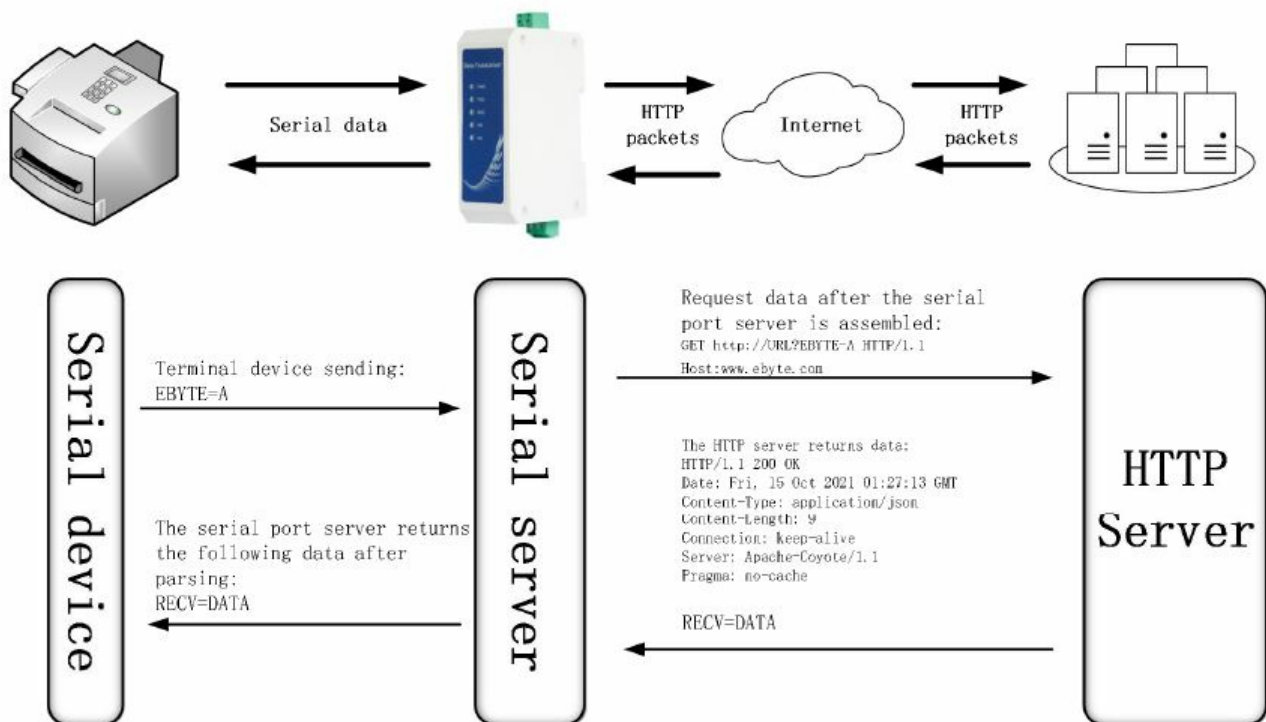 Serial data
HTTP
packets
Internet
HTTP
packets
Serial device
Terminal device sending:
EBYTE=A
The serial port server returns
the following data after
parsing:
RECV=DATA
Serial server
Request data after the serial
port server is assembled:
GET http://URL?EBYTE-A HTTP/1.1
Host:www.ebyte.com
The HTTP server returns data:
HTTP/1.1 200 OK
Date: Fri, 15 Oct 2021 01:27:13 GMT
Content-Type: application/json
Content-Length: 9
Connection: keep-alive
Server: Apache-Coyote/1.1
Pragma: no-cache
RECV=DATA
HTTP
Server